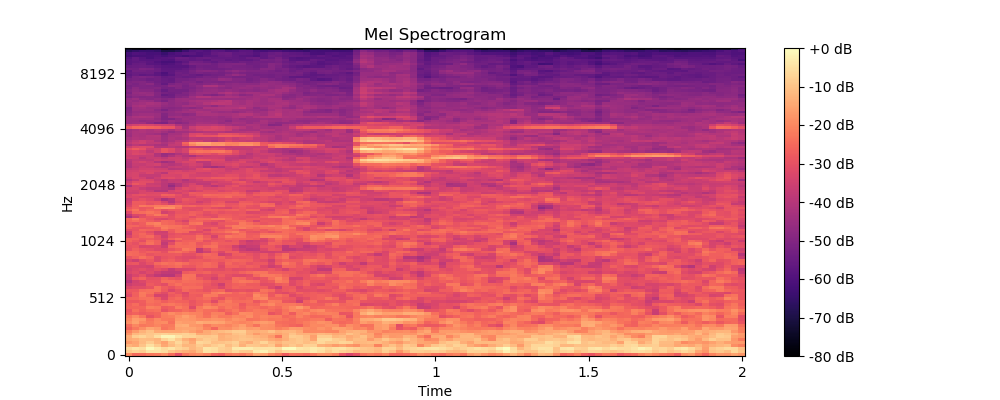 Mel Spectrogram
Hz
8192
4096
2048
1024
512
0
0
0.5
1
1.5
2
Time
+0 dB
-10 dB
-20 dB
-30 dB
-40 dB
-50 dB
-60 dB
-70 dB
-80 dB